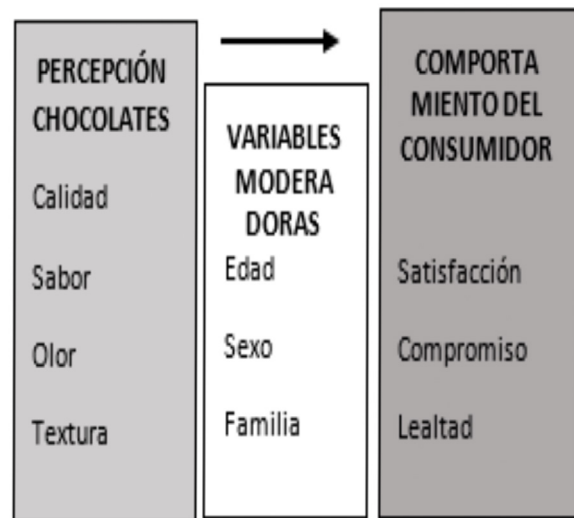 PERCEPCIÓN
CHOCOLATES
Calidad
Sabor
Olor
Textura
VARIABLES
MODERA
DORAS
Edad
Sexo
Familia
COMPORTA
MIENTO DEL
CONSUMIDOR
Satisfacción
Compromiso
Lealtad